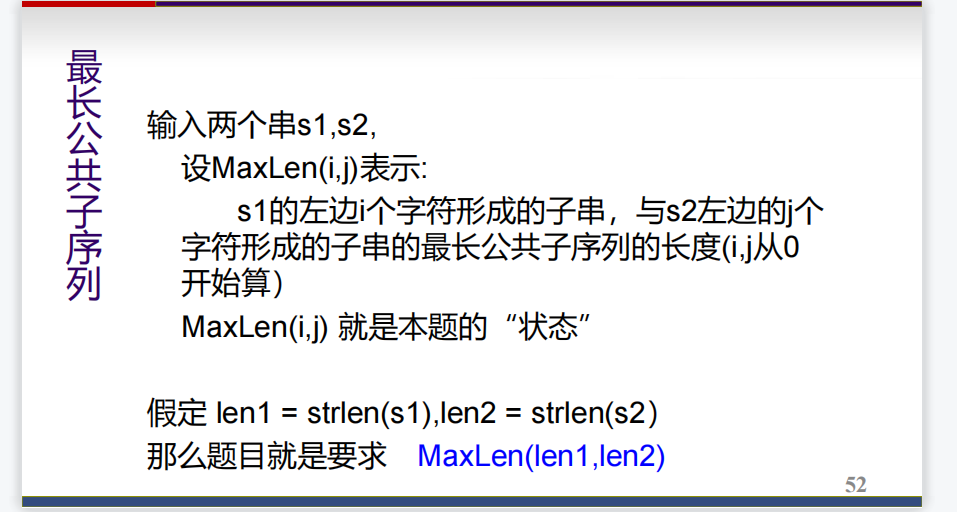 最长公共子序列
输入两个串s1,s2,
设MaxLen(i,j)表示:
s1的左边i个字符形成的子串，与s2左边的j个
字符形成的子串的最长公共子序列的长度(i,j从0
开始算）
MaxLen(i,j) 就是本题的“状态”
假定 len1 = strlen(s1),len2 = strlen(s2）
那么题目就是要求 MaxLen(len1,len2)
52